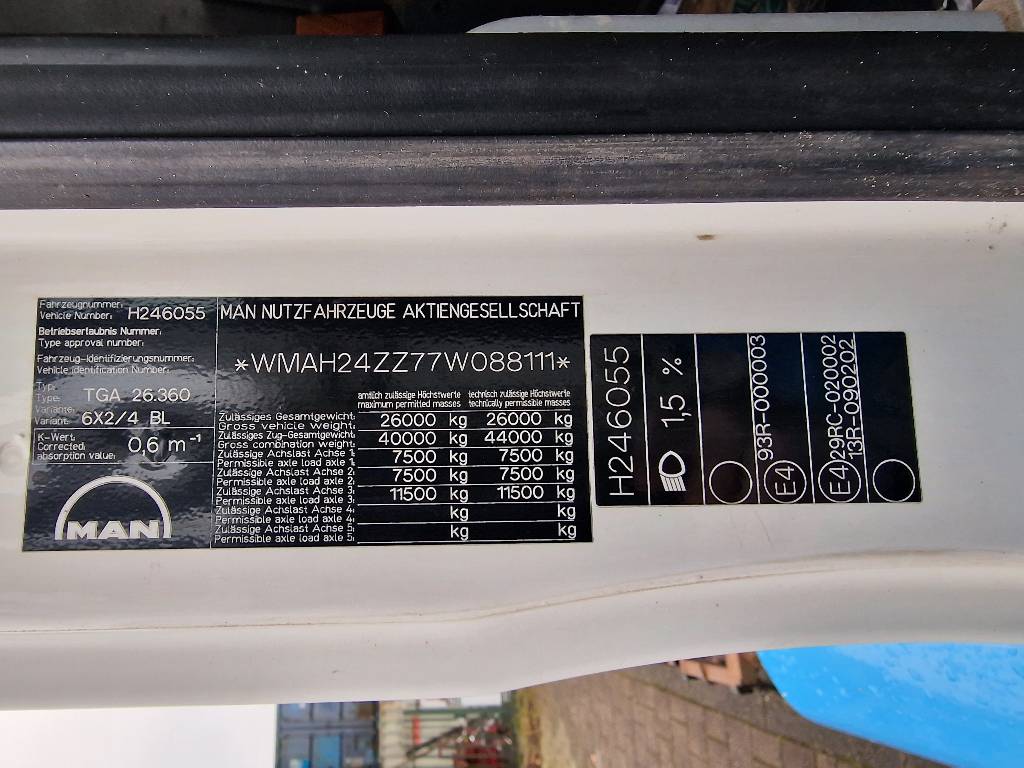 Fahrzeugnummer:
Vehicle Number: H246055
Betriebserlaubnis Nummer:
Type approval number:
Fahrzeug-Identifizierungsnummer:
Vehicle identification Number:
Typ:
Type: TGA 26.360
Variante:
Variant: 6X2/4 BL
K-Wert:
Corrected
absorption value: 0,6 m⁻¹
MAN
MAN NUTZFAHRZEUGE AKTIENGESELLSCHAFT
*WMAH24ZZ77W088111*
amtlich zulässige Höchstwerte technisch zulässige Höchstwerte
maximum permitted masses technically permissible masses
Zulässiges Gesamtgewicht:
Gross vehicle weight: 26000 kg 26000 kg
Zulässiges Zug-Gesamtgewicht:
Gross combination weight: 40000 kg 44000 kg
Zulässige Achslast Achse 1:
Permissible axle load axle 1: 7500 kg 7500 kg
Zulässige Achslast Achse 2:
Permissible axle load axle 2: 7500 kg 7500 kg
Zulässige Achslast Achse 3:
Permissible axle load axle 3: 11500 kg 11500 kg
Zulässige Achslast Achse 4:
Permissible axle load axle 4: kg kg
Zulässige Achslast Achse 5:
Permissible axle load axle 5: kg kg
H246055
1,5 %
E4 93R-000003
E4 29RC-020002
13R-090202